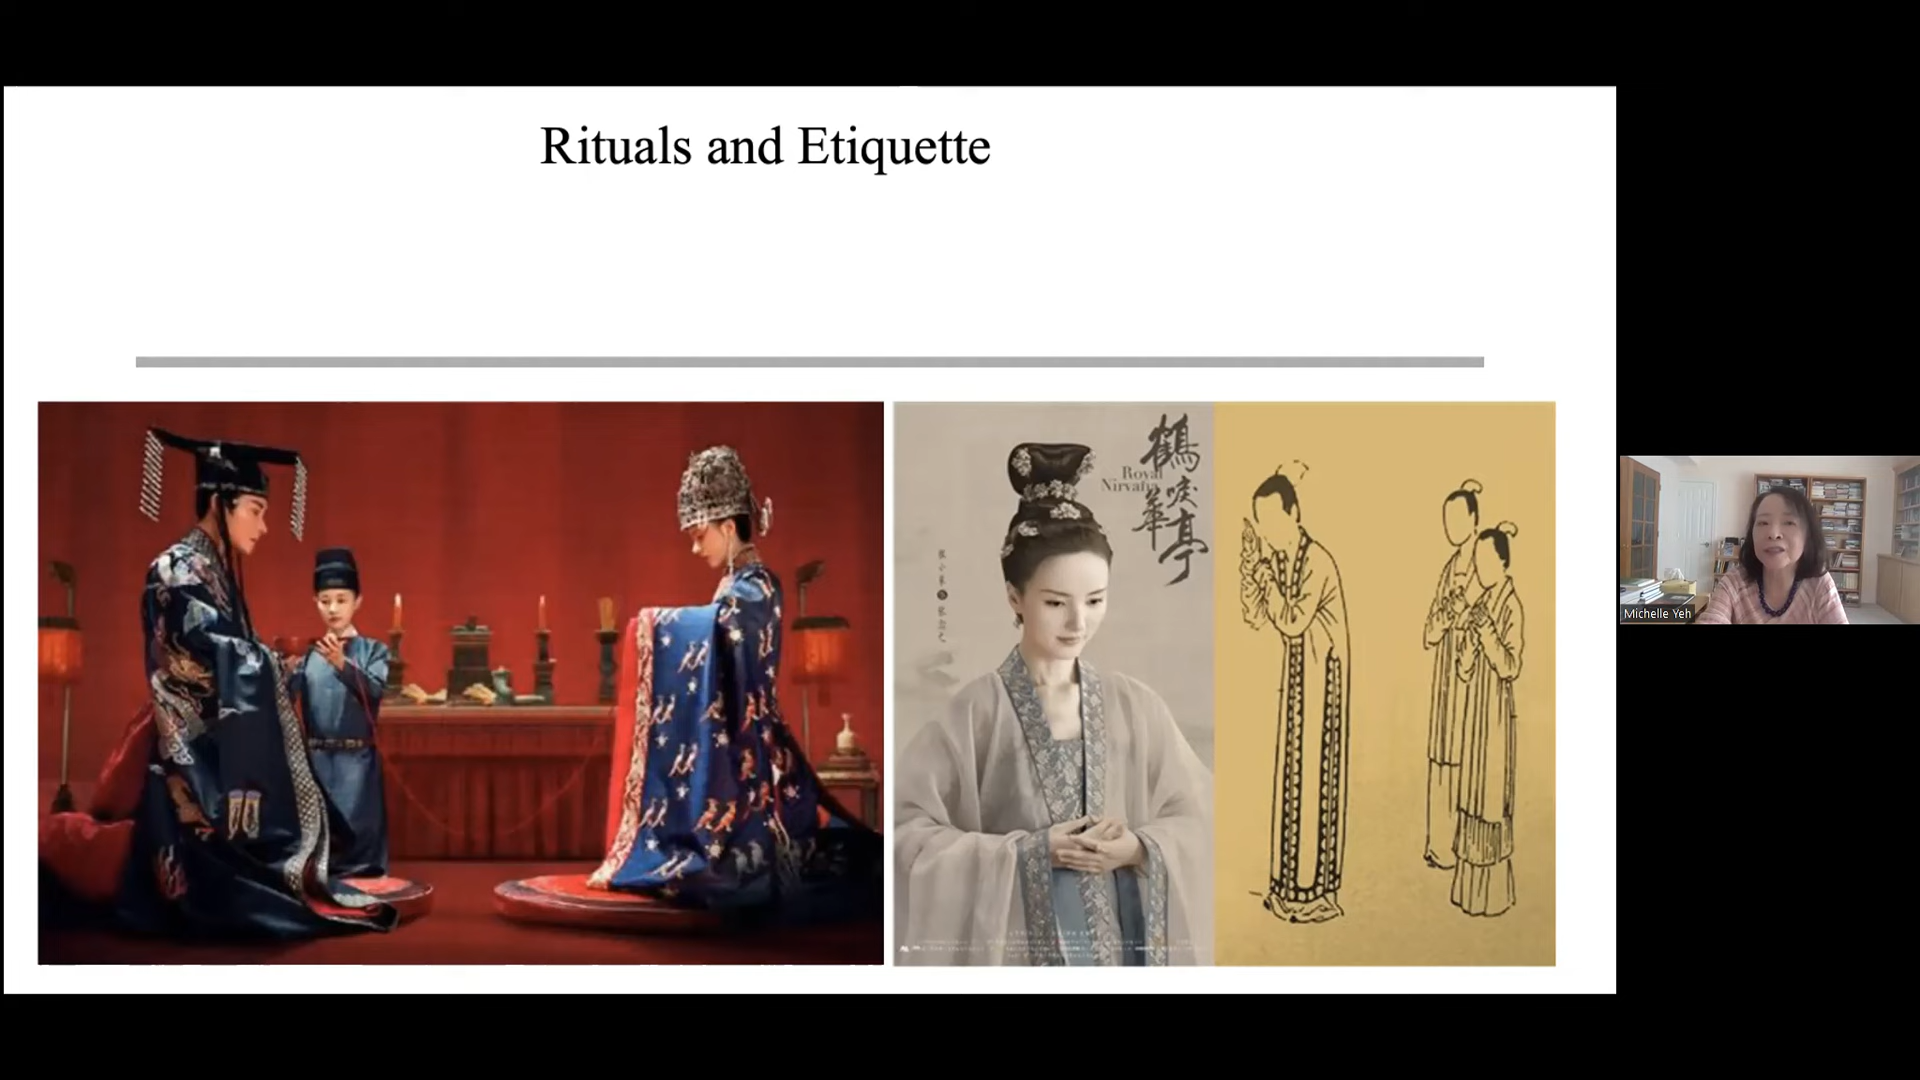 Rituals and Etiquette
鶴唳華亭
Royal
Nirvana
Michelle Yeh